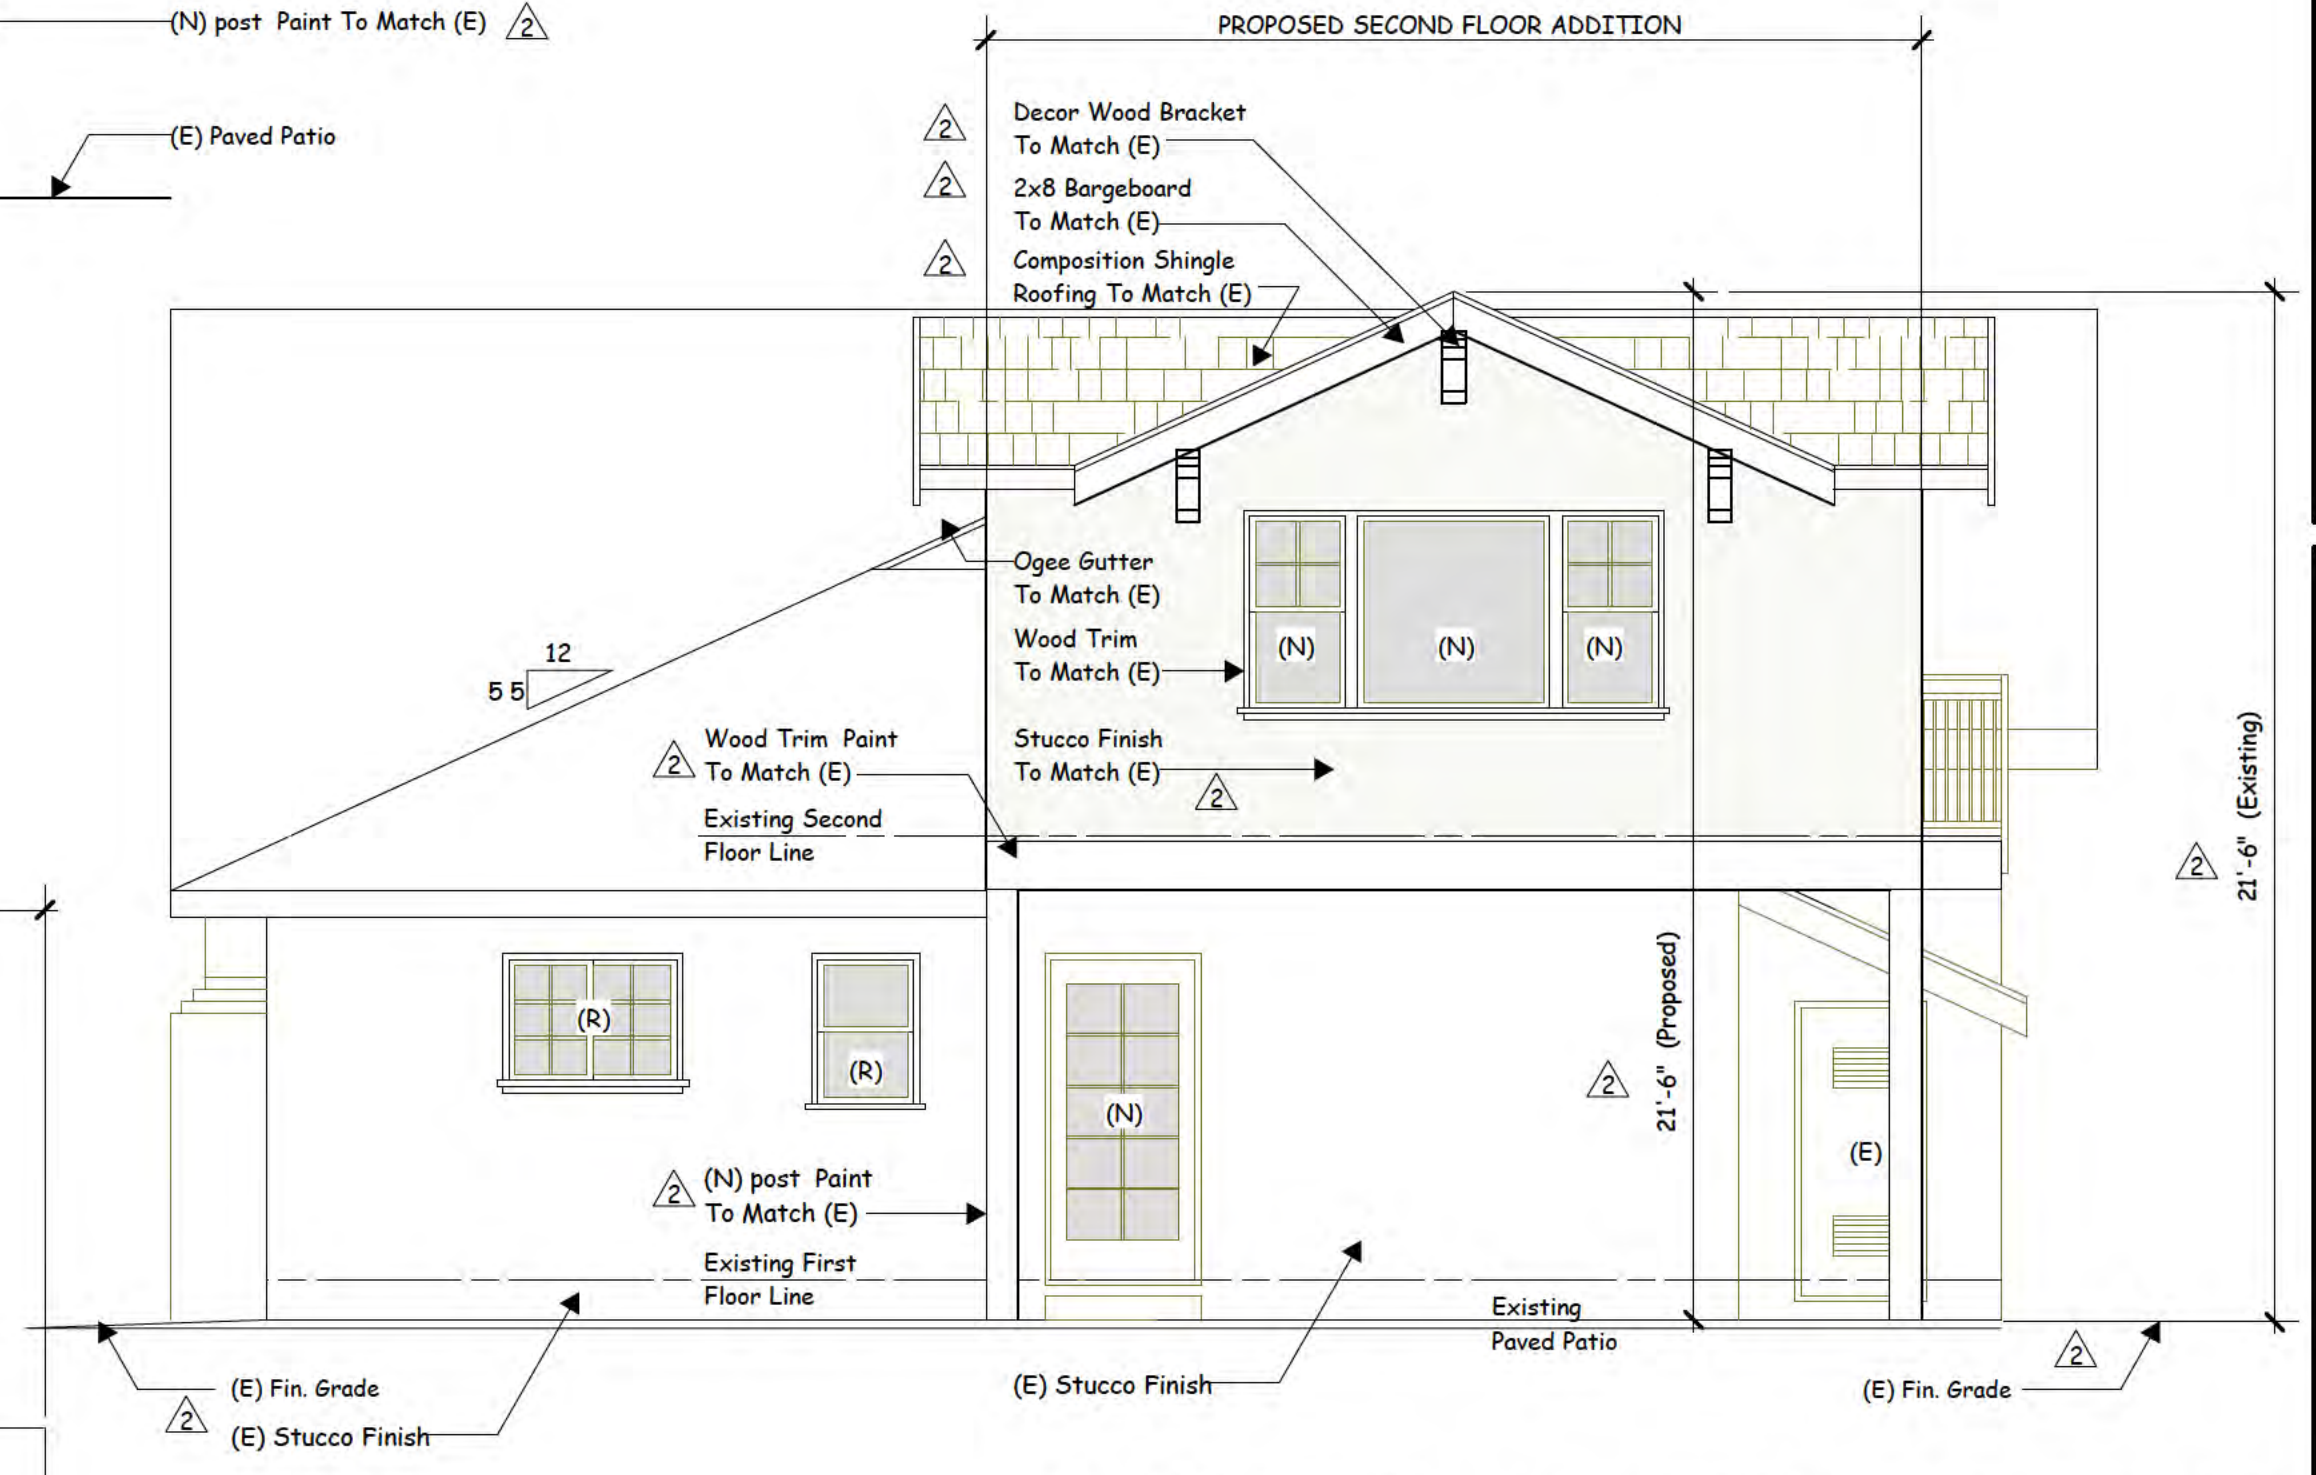 (N) post Paint To Match (E) 2
PROPOSED SECOND FLOOR ADDITION
(E) Paved Patio
2 Decor Wood Bracket
To Match (E)
2 2x8 Bargeboard
To Match (E)
2 Composition Shingle
Roofing To Match (E)
Ogee Gutter
To Match (E)
12
5 5
Wood Trim
To Match (E)
(N)
(N)
(N)
2 Wood Trim Paint
To Match (E)
Stucco Finish
To Match (E)
2
Existing Second
Floor Line
21'-6" (Existing)
2
21'-6" (Proposed)
2
(R)
(R)
(N)
(E)
2 (N) post Paint
To Match (E)
Existing First
Floor Line
Existing
Paved Patio
(E) Fin. Grade
2
(E) Stucco Finish
(E) Stucco Finish
2
(E) Fin. Grade